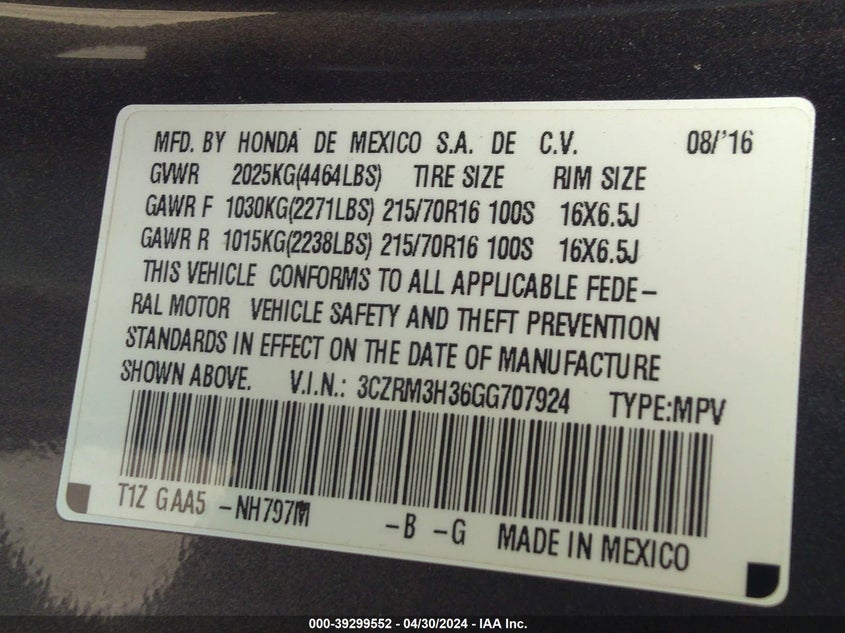 MFD. BY HONDA DE MEXICO S.A. DE C.V. 08/'16
GVWR 2025KG(4464LBS) TIRE SIZE RIM SIZE
GAWR F 1030KG(2271LBS) 215/70R16 100S 16X6.5J
GAWR R 1015KG(2238LBS) 215/70R16 100S 16X6.5J
THIS VEHICLE CONFORMS TO ALL APPLICABLE FEDE-
RAL MOTOR VEHICLE SAFETY AND THEFT PREVENTION
STANDARDS IN EFFECT ON THE DATE OF MANUFACTURE
SHOWN ABOVE. V.I.N.: 3CZRM3H36GG707924 TYPE:MPV
T1Z GAA5 -NH797M -B -G MADE IN MEXICO
000-39299552 - 04/30/2024 - IAA Inc.